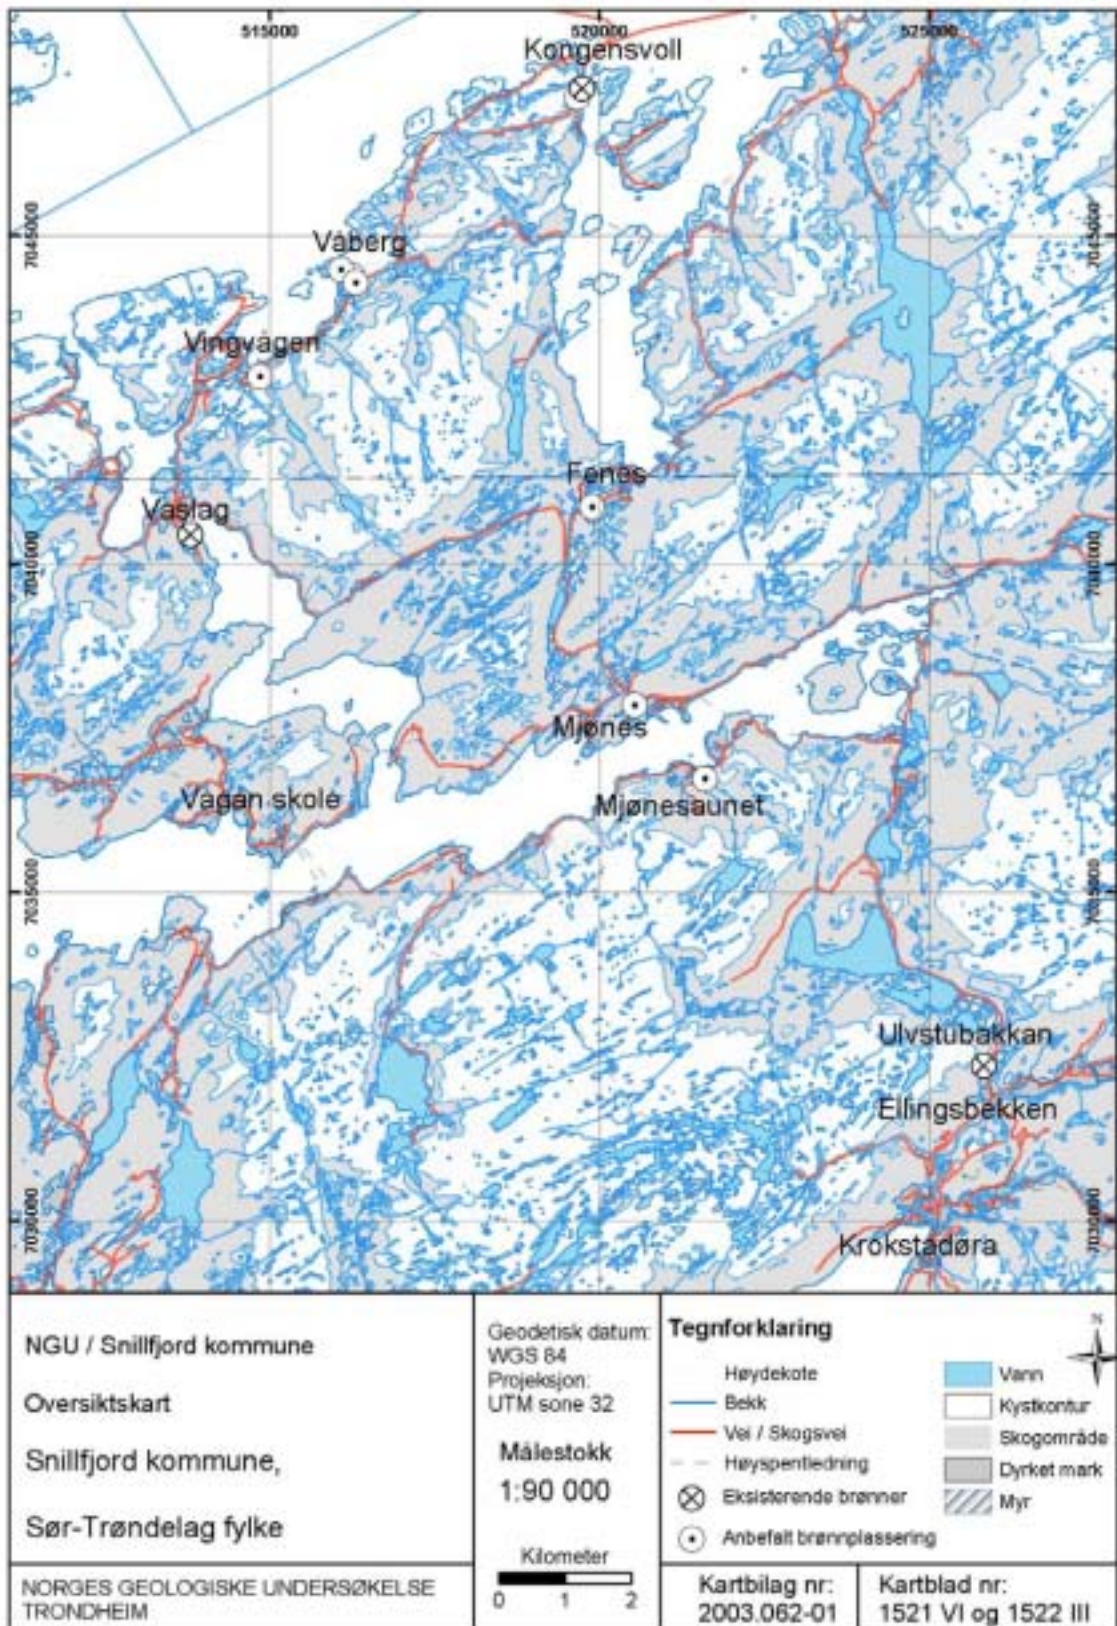 515000
520000
525000
Kongensvoll
7045000
7045000
Våberg
Vingvågen
Fenes
Vaslag
7040000
7040000
Mjønes
Vågan skole
Mjønesaunet
7035000
7035000
Ulvstubakkan
Ellingsbekken
7030000
7030000
Krokstadøra
NGU / Snillfjord kommune
Oversiktskart
Snillfjord kommune,
Sør-Trøndelag fylke
NORGES GEOLOGISKE UNDERSØKELSE
TRONDHEIM
Geodetisk datum:
WGS 84
Projeksjon:
UTM sone 32
Målestokk
1:90 000
Kilometer
0 1 2
Tegnforklaring
N
Høydekote
Bekk
Vei / Skogsvei
Høyspentledning
Eksisterende brønner
Anbefalt brønnplassering
Vann
Kystkontur
Skogområde
Dyrket mark
Myr
Kartbilag nr:
2003.062-01
Kartblad nr:
1521 VI og 1522 III